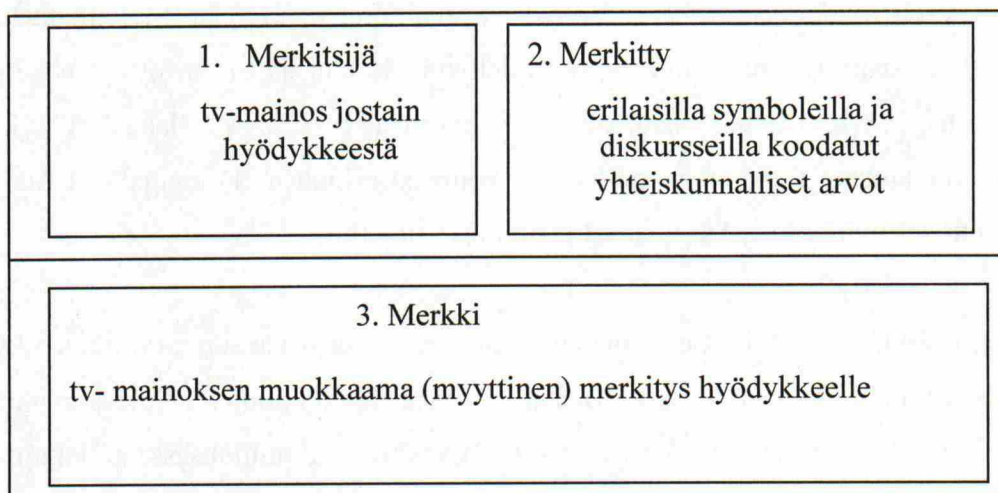 1. Merkitsijä
tv-mainos jostain
hyödykkeestä
2. Merkitty
erilaisilla symboleilla ja
diskursseilla koodatut
yhteiskunnalliset arvot
3. Merkki
tv- mainoksen muokkaama (myyttinen) merkitys hyödykkeelle